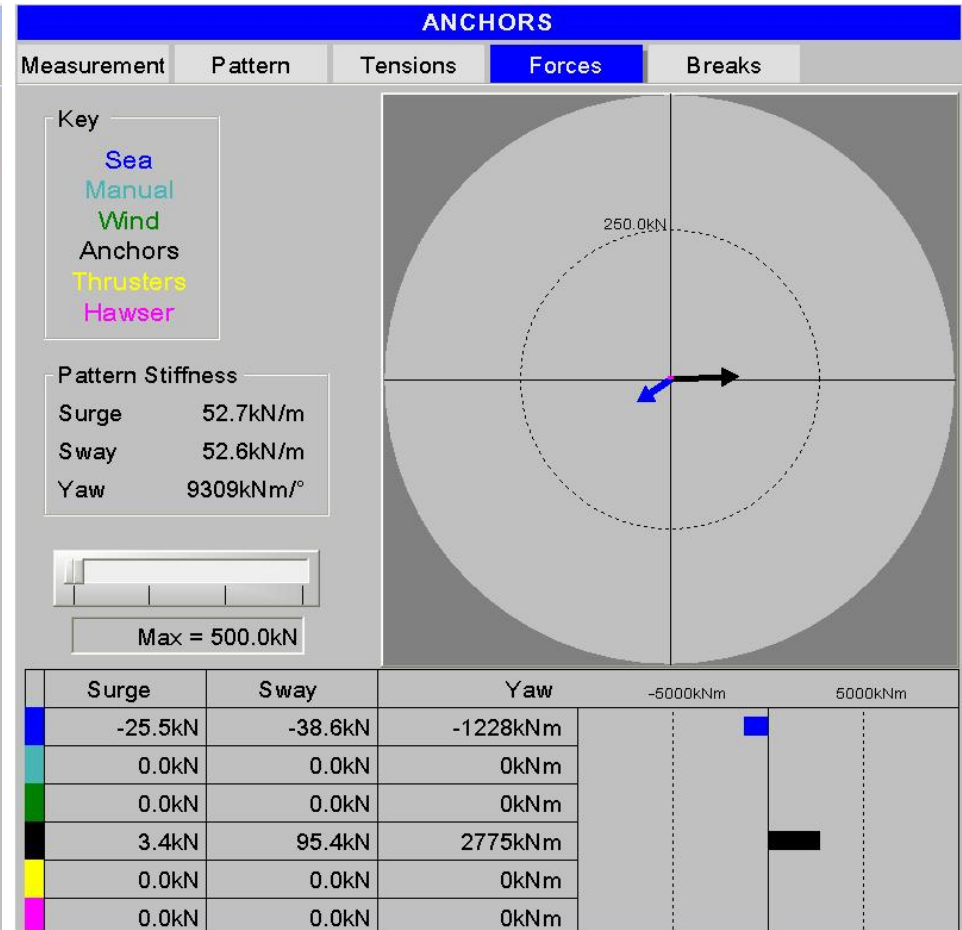 ANCHORS
Measurement Pattern Tensions Forces Breaks
Key
Sea
Manual
Wind
Anchors
Thrusters
Hawser
250.0kN
Pattern Stiffness
Surge 52.7kN/m
Sway 52.6kN/m
Yaw 9309kNm/°
Max = 500.0kN
Surge Sway Yaw -5000kNm 5000kNm
-25.5kN -38.6kN -1228kNm
0.0kN 0.0kN 0kNm
0.0kN 0.0kN 0kNm
3.4kN 95.4kN 2775kNm
0.0kN 0.0kN 0kNm
0.0kN 0.0kN 0kNm